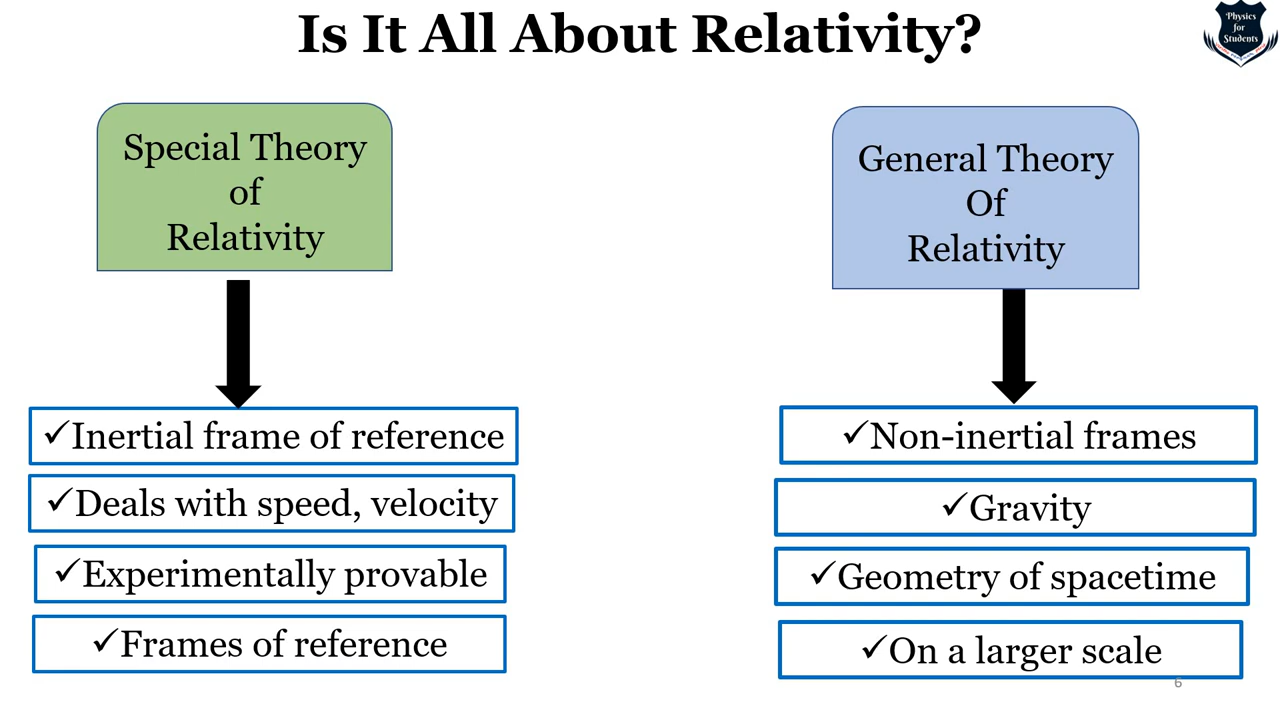 Is It All About Relativity?
Physics
for
Students
Special Theory
of
Relativity
✓Inertial frame of reference
✓Deals with speed, velocity
✓Experimentally provable
✓Frames of reference
General Theory
Of
Relativity
✓Non-inertial frames
✓Gravity
✓Geometry of spacetime
✓On a larger scale
6